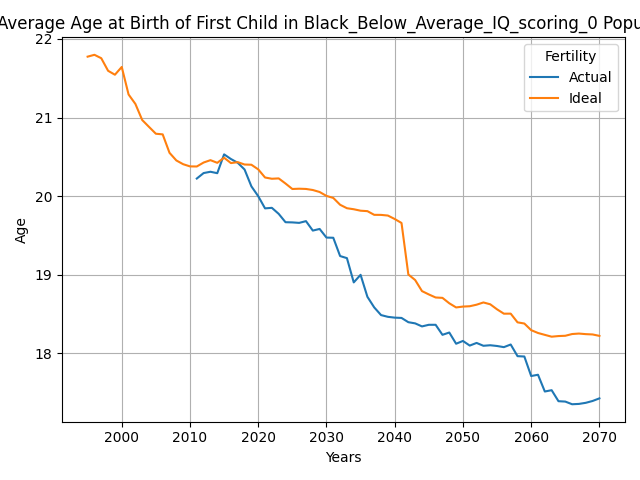 Average Age at Birth of First Child in Black_Below_Average_IQ_scoring_0 Popu
Fertility
Actual
Ideal
22
21
20
19
18
Age
2000 2010 2020 2030 2040 2050 2060 2070
Years